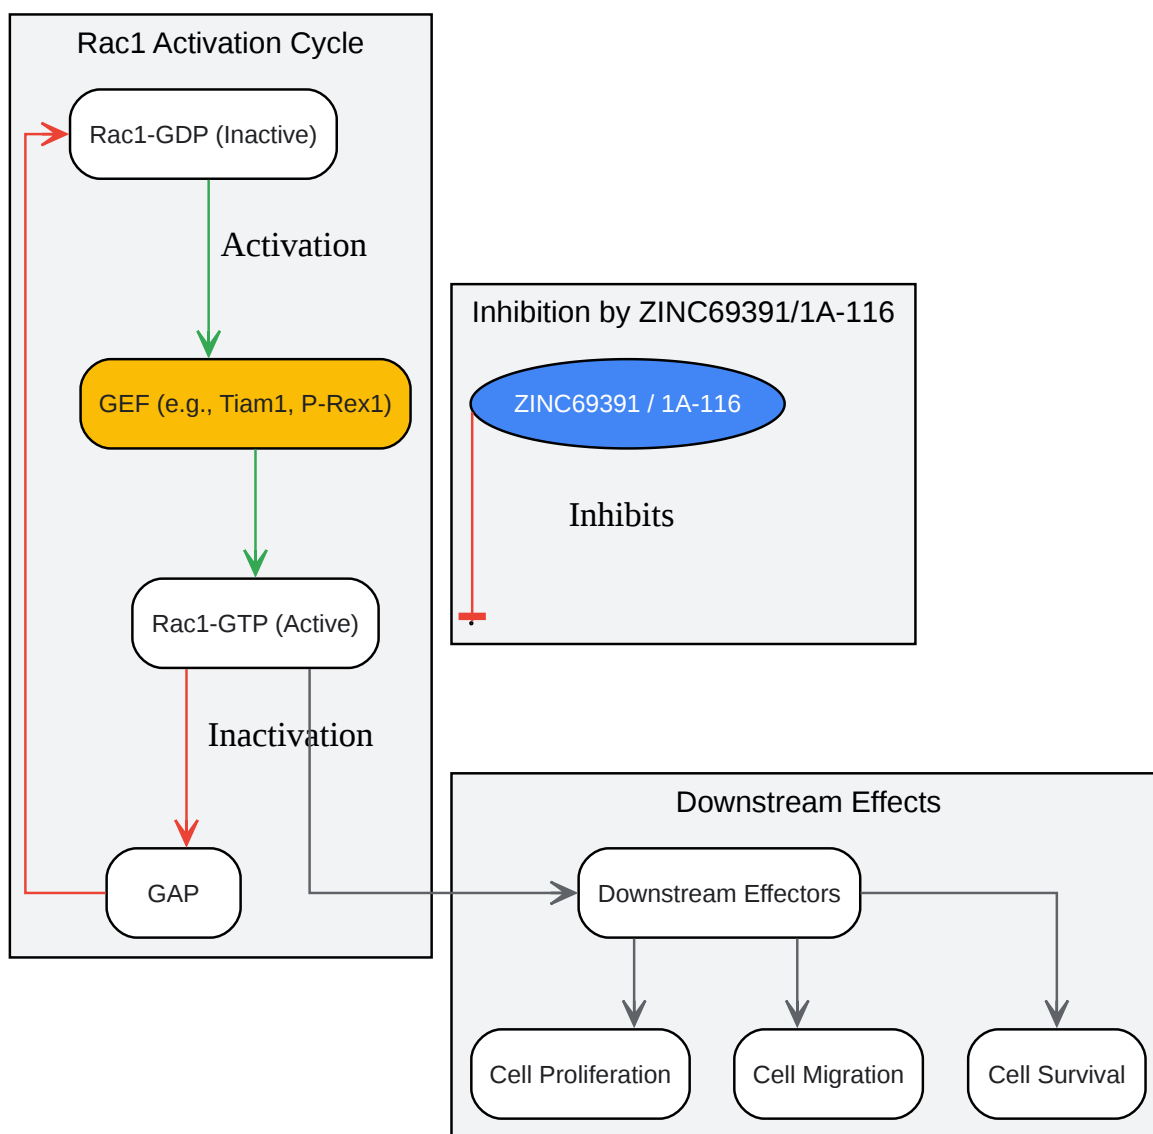 Rac1 Activation Cycle
Rac1-GDP (Inactive)
Activation
GEF (e.g., Tiam1, P-Rex1)
Rac1-GTP (Active)
Inactivation
GAP
Inhibition by ZINC69391/1A-116
ZINC69391 / 1A-116
Inhibits
Downstream Effects
Downstream Effectors
Cell Proliferation
Cell Migration
Cell Survival